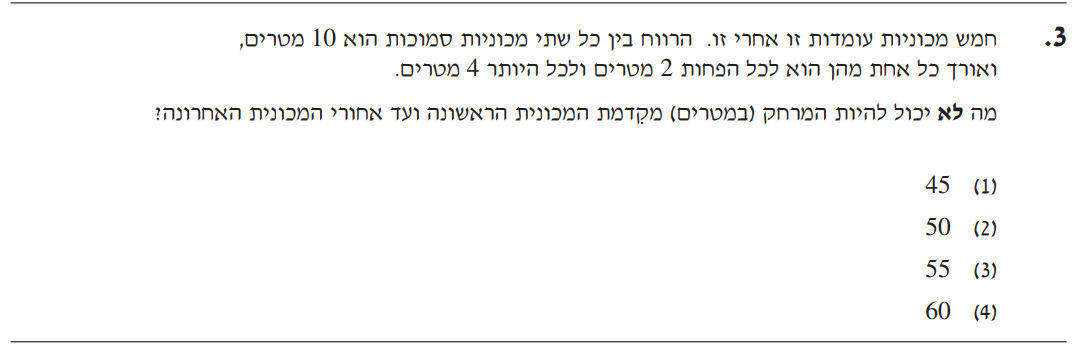 3. חמש מכוניות עומדות זו אחרי זו. הרווח בין כל שתי מכוניות סמוכות הוא 10 מטרים,
ואורך כל אחת מהן הוא לכל הפחות 2 מטרים ולכל היותר 4 מטרים.
מה לא יכול להיות המרחק (במטרים) מקִדמת המכונית הראשונה ועד אחורי המכונית האחרונה?
(1) 45
(2) 50
(3) 55
(4) 60